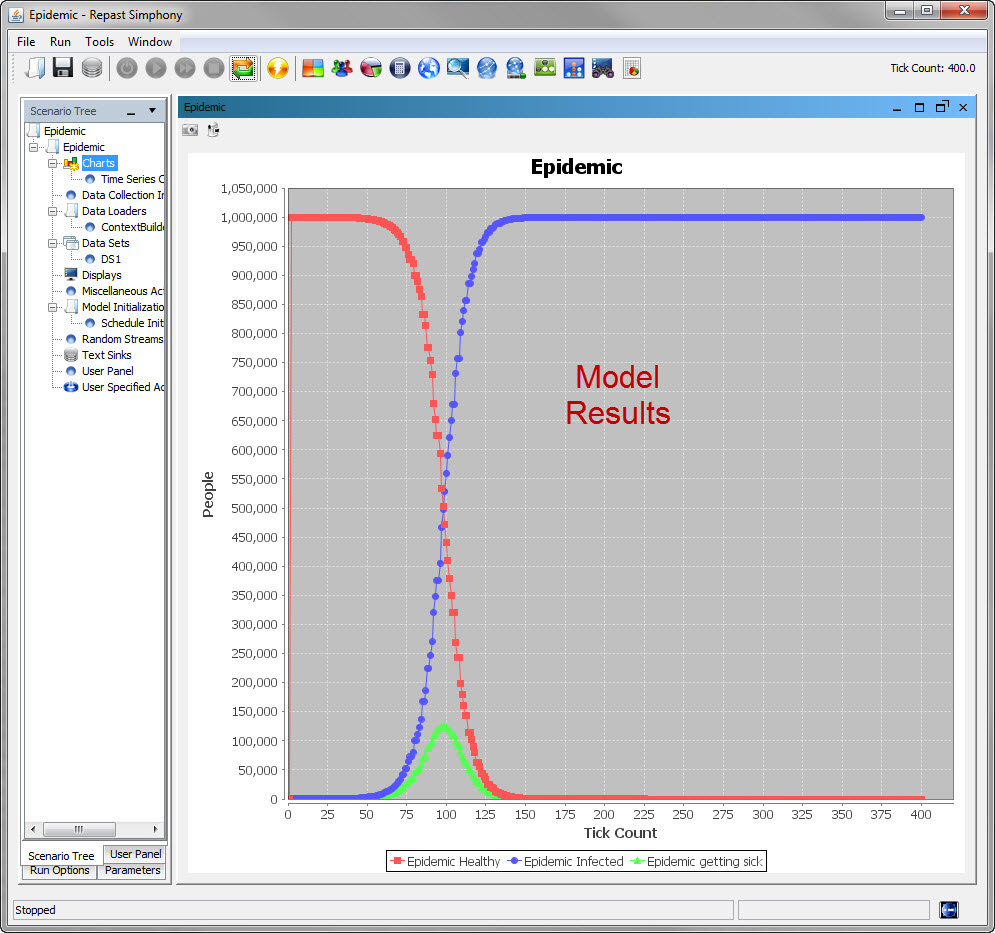 Epidemic - Repast Simphony
File Run Tools Window
Tick Count: 400.0
Scenario Tree
Epidemic
Epidemic
Charts
Time Series C
Data Collection In
Data Loaders
ContextBuilde
Data Sets
DS1
Displays
Miscellaneous Act
Model Initializatio
Schedule Init
Random Streams
Text Sinks
User Panel
User Specified Ac
Scenario Tree User Panel
Run Options Parameters
Epidemic
Epidemic
1,050,000
1,000,000
950,000
900,000
850,000
800,000
750,000
700,000
650,000
600,000
550,000
500,000
450,000
400,000
350,000
300,000
250,000
200,000
150,000
100,000
50,000
0
People
Model
Results
0 25 50 75 100 125 150 175 200 225 250 275 300 325 350 375 400
Tick Count
Epidemic Healthy Epidemic Infected Epidemic getting sick
Stopped